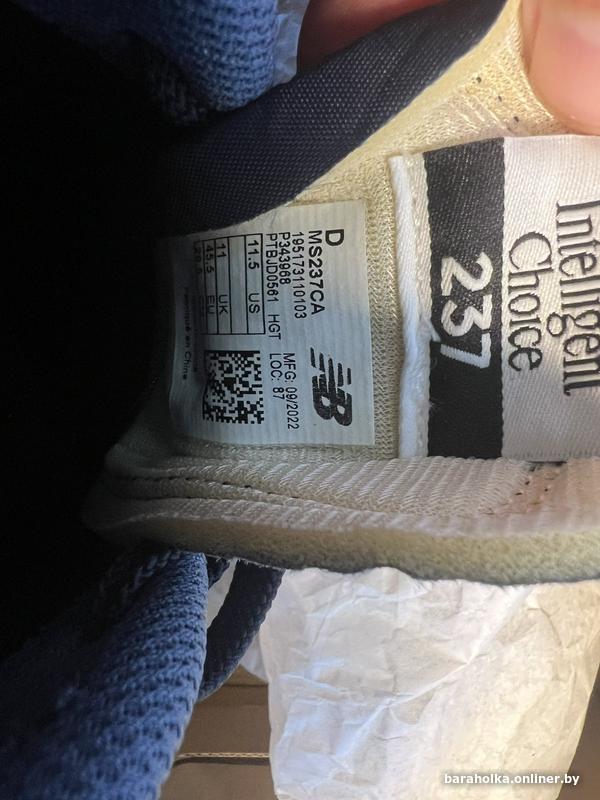 D
MS237CA
195173110103
P343968
PTBJD0561 HGT
11.5 US
11 UK
45.5 EU
MFG: 09/2022
LOC: 87
NB
237
Intelligent
Choice
baraholka.onliner.by